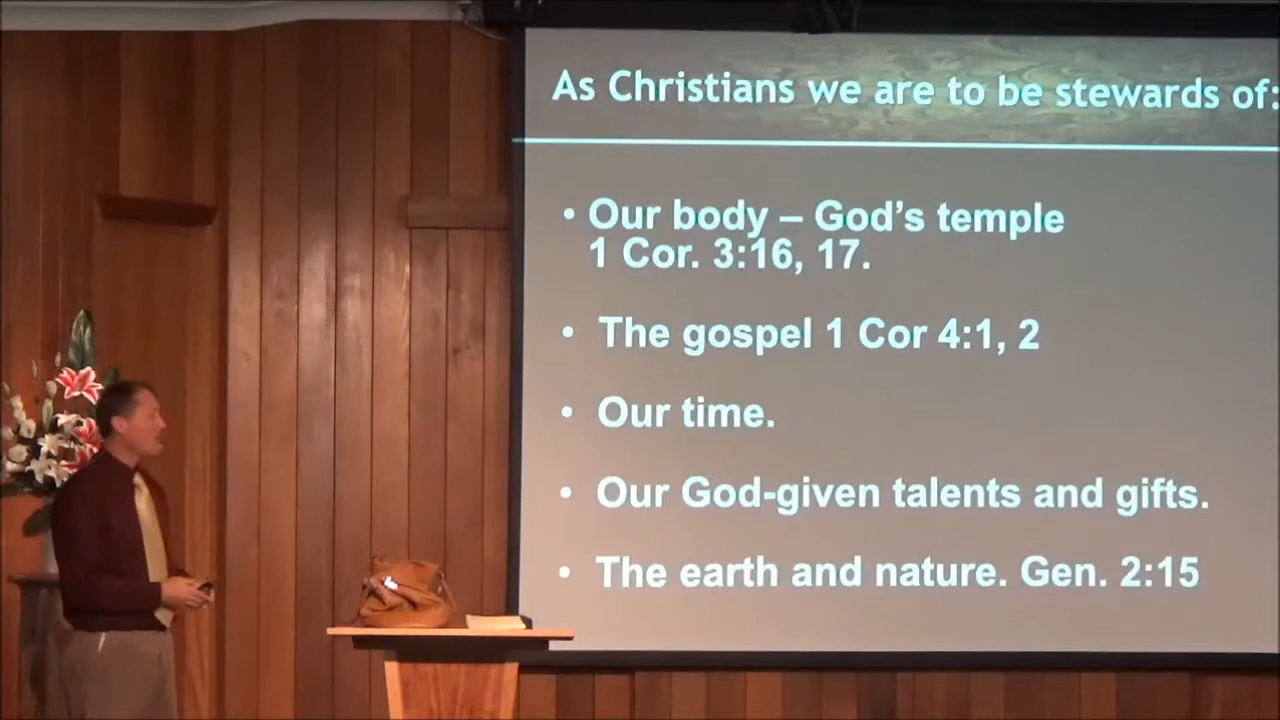 As Christians we are to be stewards of:
• Our body – God's temple
1 Cor. 3:16, 17.
• The gospel 1 Cor 4:1, 2
• Our time.
• Our God-given talents and gifts.
• The earth and nature. Gen. 2:15